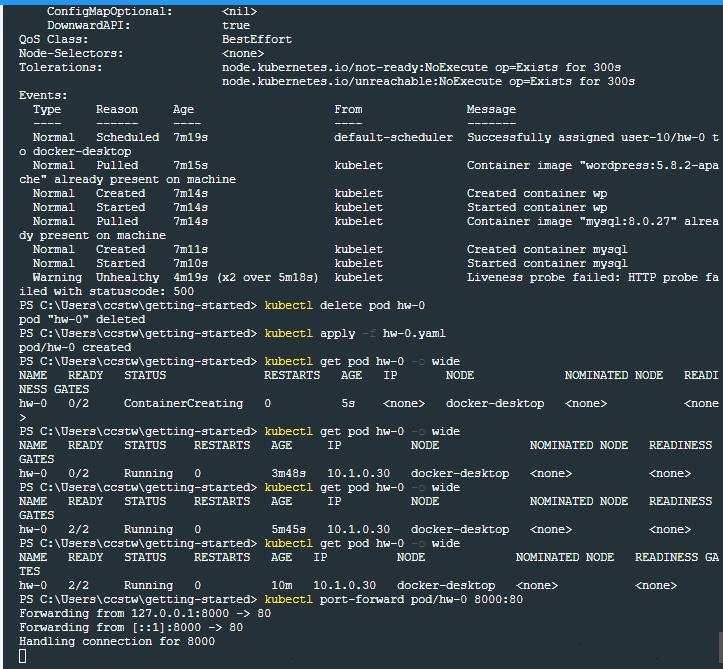 ConfigMapOptional: <nil>
DownwardAPI: true
QoS Class: BestEffort
Node-Selectors: <none>
Tolerations: node.kubernetes.io/not-ready:NoExecute op=Exists for 300s
node.kubernetes.io/unreachable:NoExecute op=Exists for 300s
Events:
Type Reason Age From Message
---- ------ ---- ---- -------
Normal Scheduled 7m19s default-scheduler Successfully assigned user-10/hw-0 t
o docker-desktop
Normal Pulled 7m15s kubelet Container image "wordpress:5.8.2-apa
che" already present on machine
Normal Created 7m14s kubelet Created container wp
Normal Started 7m14s kubelet Started container wp
Normal Pulled 7m14s kubelet Container image "mysql:8.0.27" alrea
dy present on machine
Normal Created 7m11s kubelet Created container mysql
Normal Started 7m10s kubelet Started container mysql
Warning Unhealthy 4m19s (x2 over 5m18s) kubelet Liveness probe failed: HTTP probe fa
iled with statuscode: 500
PS C:\Users\ccstw\getting-started> kubectl delete pod hw-0
pod "hw-0" deleted
PS C:\Users\ccstw\getting-started> kubectl apply -f hw-0.yaml
pod/hw-0 created
PS C:\Users\ccstw\getting-started> kubectl get pod hw-0 -o wide
NAME READY STATUS RESTARTS AGE IP NODE NOMINATED NODE READI
NESS GATES
hw-0 0/2 ContainerCreating 0 5s <none> docker-desktop <none> <none
>
PS C:\Users\ccstw\getting-started> kubectl get pod hw-0 -o wide
NAME READY STATUS RESTARTS AGE IP NODE NOMINATED NODE READINESS
GATES
hw-0 0/2 Running 0 3m48s 10.1.0.30 docker-desktop <none> <none>
PS C:\Users\ccstw\getting-started> kubectl get pod hw-0 -o wide
NAME READY STATUS RESTARTS AGE IP NODE NOMINATED NODE READINESS
GATES
hw-0 2/2 Running 0 5m45s 10.1.0.30 docker-desktop <none> <none>
PS C:\Users\ccstw\getting-started> kubectl get pod hw-0 -o wide
NAME READY STATUS RESTARTS AGE IP NODE NOMINATED NODE READINESS GA
TES
hw-0 2/2 Running 0 10m 10.1.0.30 docker-desktop <none> <none>
PS C:\Users\ccstw\getting-started> kubectl port-forward pod/hw-0 8000:80
Forwarding from 127.0.0.1:8000 -> 80
Forwarding from [::1]:8000 -> 80
Handling connection for 8000